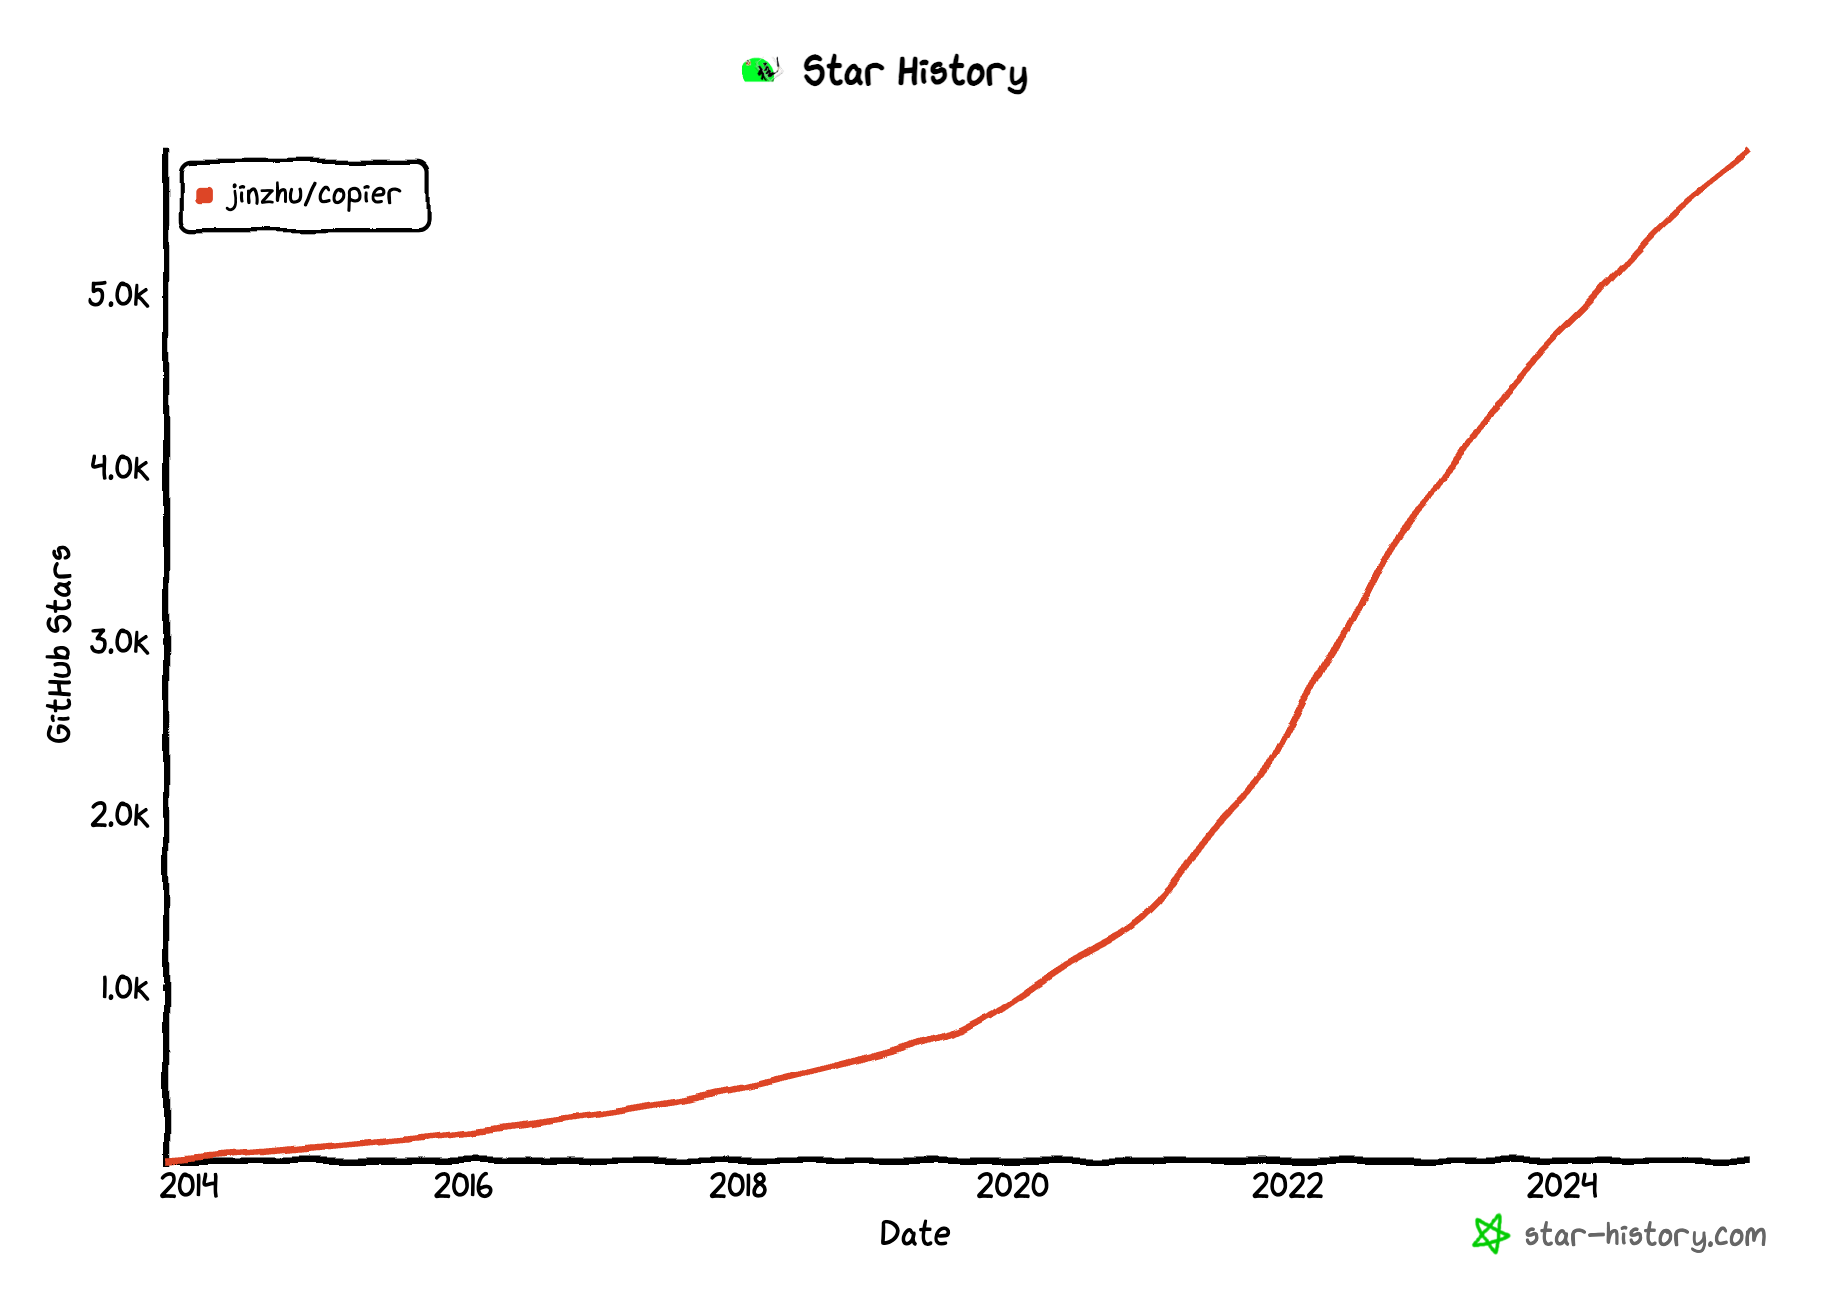 Star History
jinzhu/copier
GitHub Stars
5.0k
4.0k
3.0k
2.0k
1.0k
2014 2016 2018 2020 2022 2024
Date
star-history.com